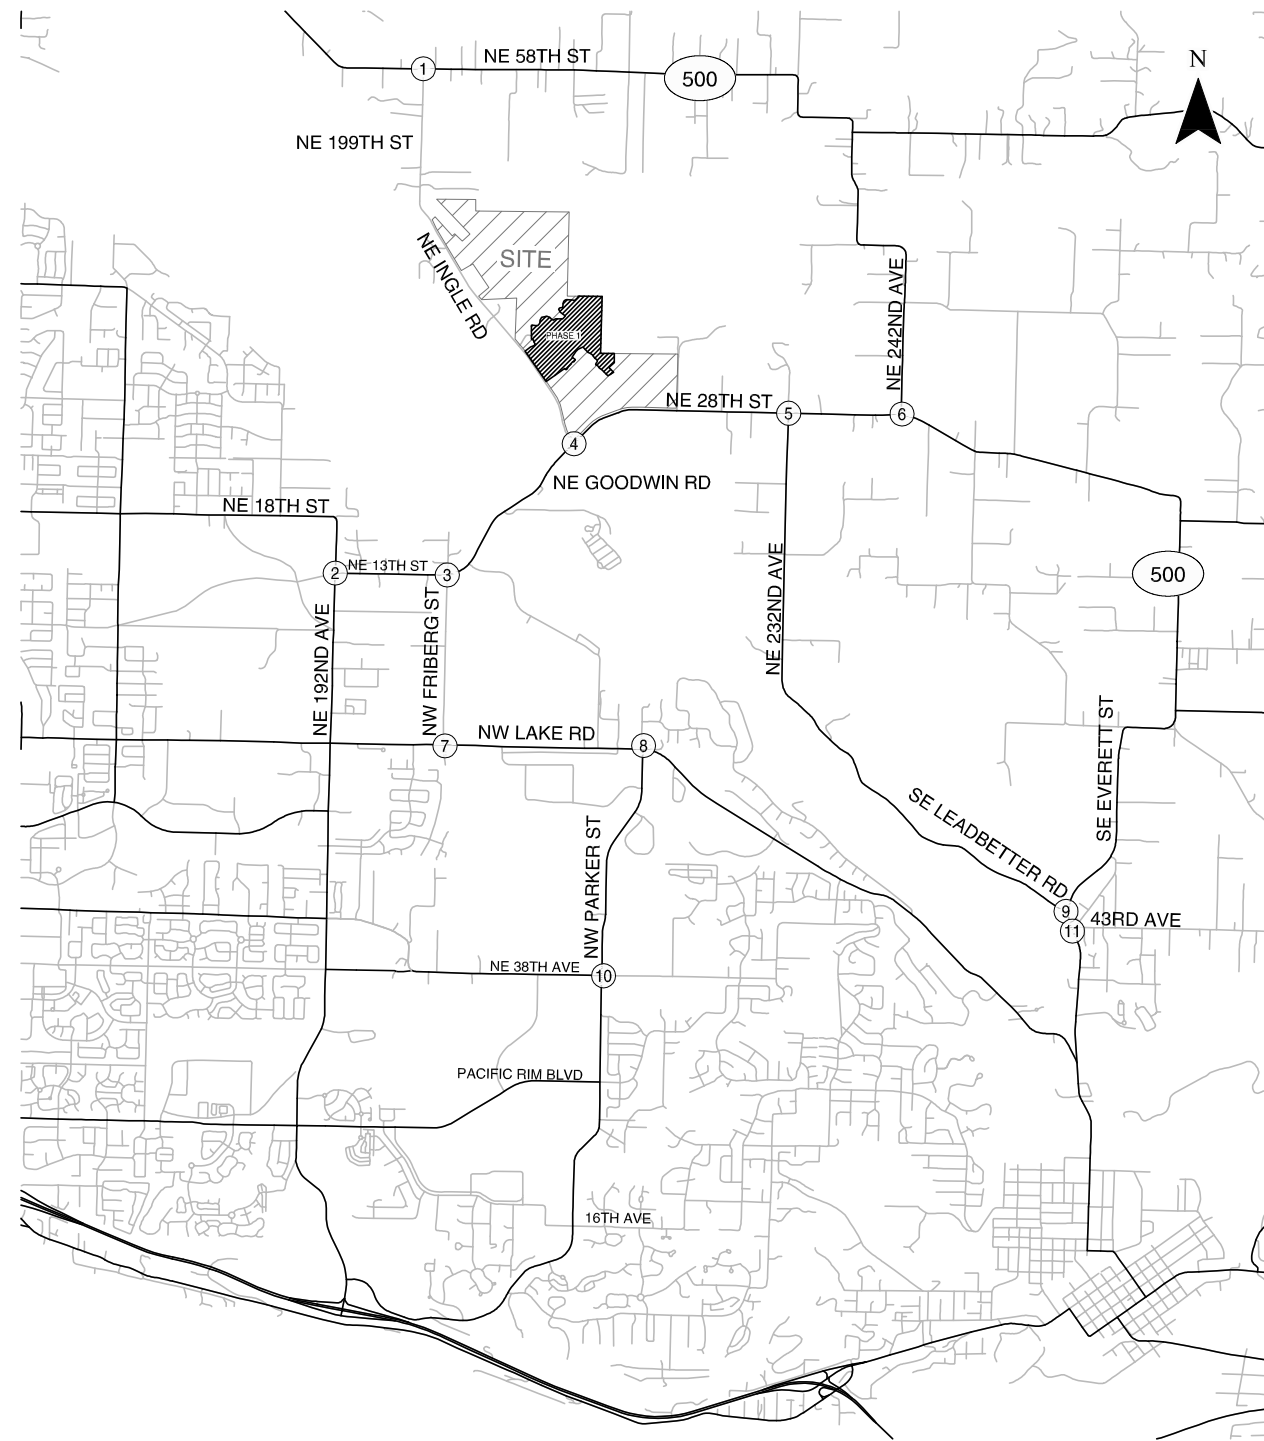 N
NE 58TH ST
1
500
NE 199TH ST
NE INGLE RD
SITE
PHASE 1
NE 242ND AVE
NE 28TH ST
5
6
4
NE GOODWIN RD
NE 18TH ST
2
NE 13TH ST
3
500
NE 192ND AVE
NW FRIBERG ST
NE 232ND AVE
SE EVERETT ST
NW LAKE RD
7
8
SE LEADBETTER RD
NW PARKER ST
9
43RD AVE
11
NE 38TH AVE
10
PACIFIC RIM BLVD
16TH AVE